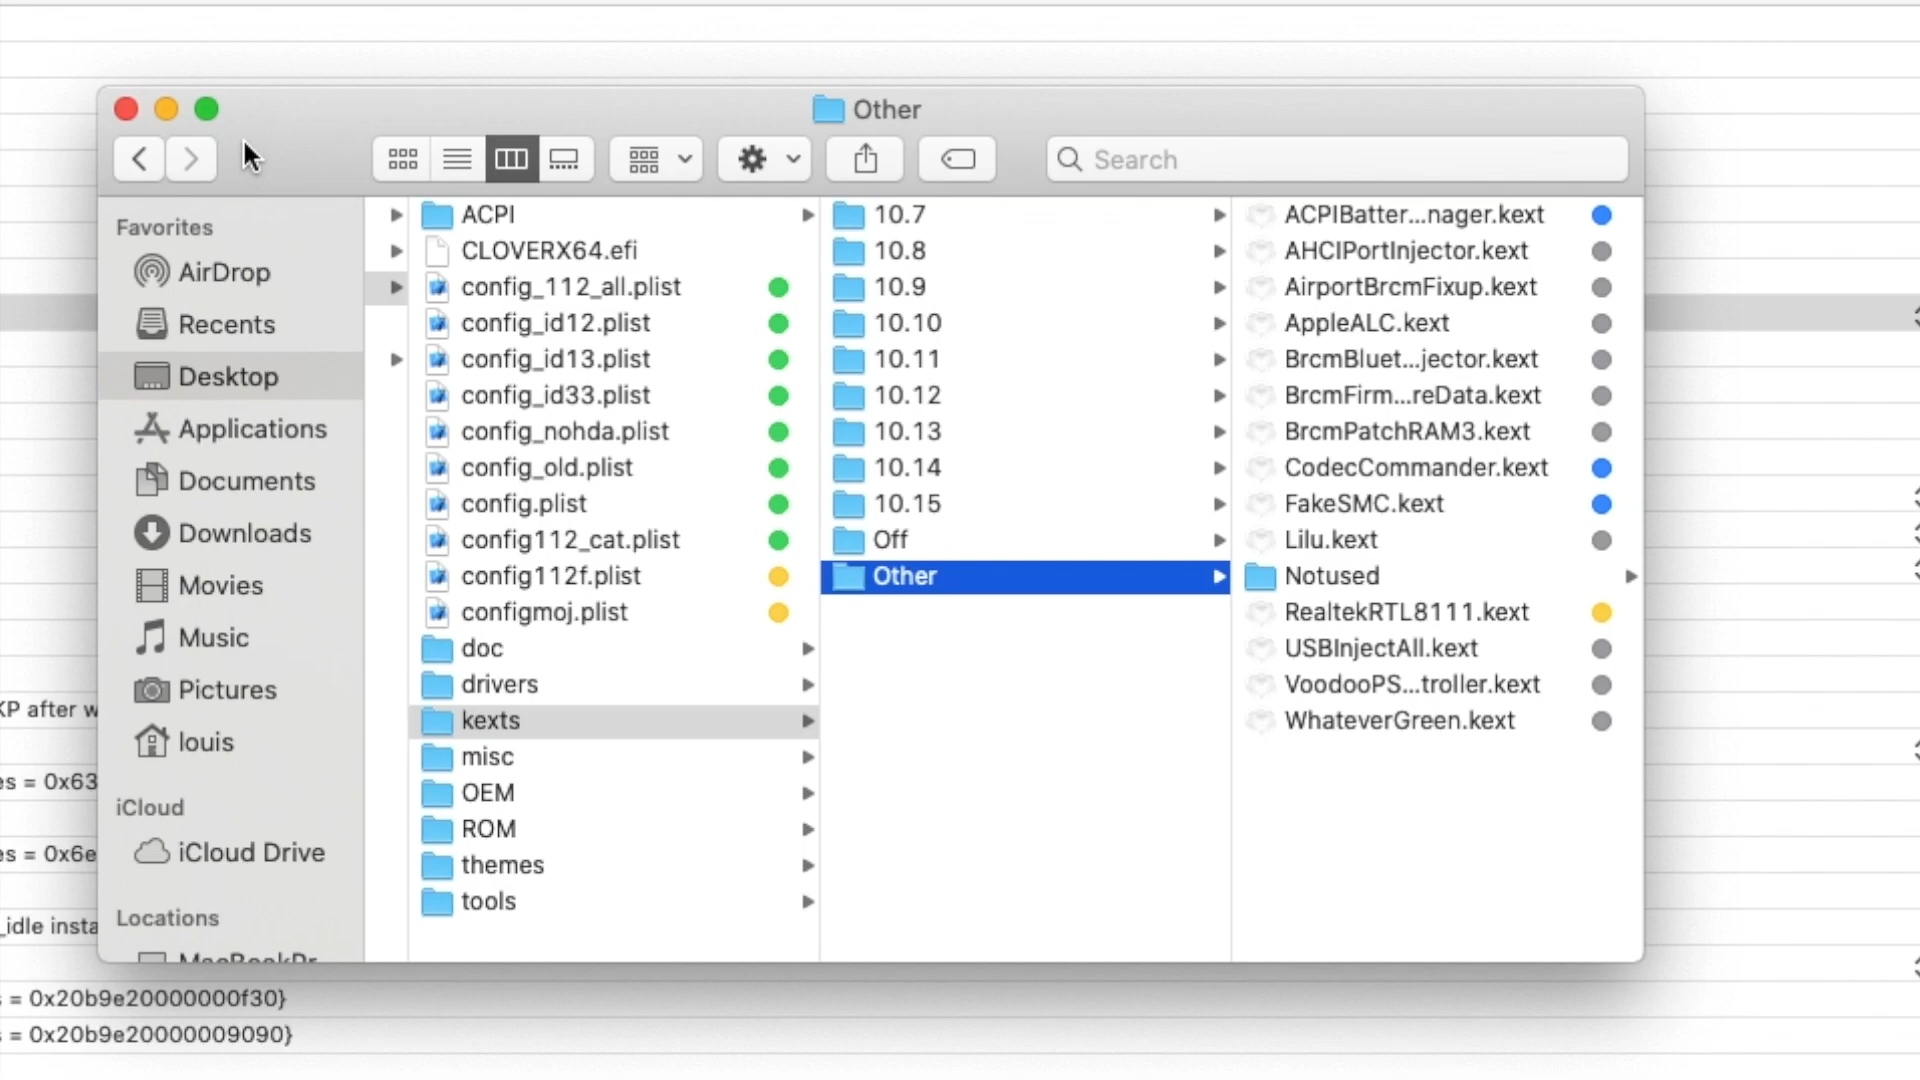 Other
Search
Favorites
AirDrop
Recents
Desktop
Applications
Documents
Downloads
Movies
Music
Pictures
louis
iCloud
iCloud Drive
Locations
MacBookPr
ACPI
CLOVERX64.efi
config_112_all.plist
config_id12.plist
config_id13.plist
config_id33.plist
config_nohda.plist
config_old.plist
config.plist
config112_cat.plist
config112f.plist
configmoj.plist
doc
drivers
kexts
misc
OEM
ROM
themes
tools
10.7
10.8
10.9
10.10
10.11
10.12
10.13
10.14
10.15
Off
Other
ACPIBatter...nager.kext
AHCIPortInjector.kext
AirportBrcmFixup.kext
AppleALC.kext
BrcmBluet...jector.kext
BrcmFirm...reData.kext
BrcmPatchRAM3.kext
CodecCommander.kext
FakeSMC.kext
Lilu.kext
Notused
RealtekRTL8111.kext
USBInjectAll.kext
VoodooPS...troller.kext
WhateverGreen.kext
KP after w
es = 0x63
es = 0x6e
_idle insta
s = 0x20b9e20000000f30}
s = 0x20b9e20000009090}